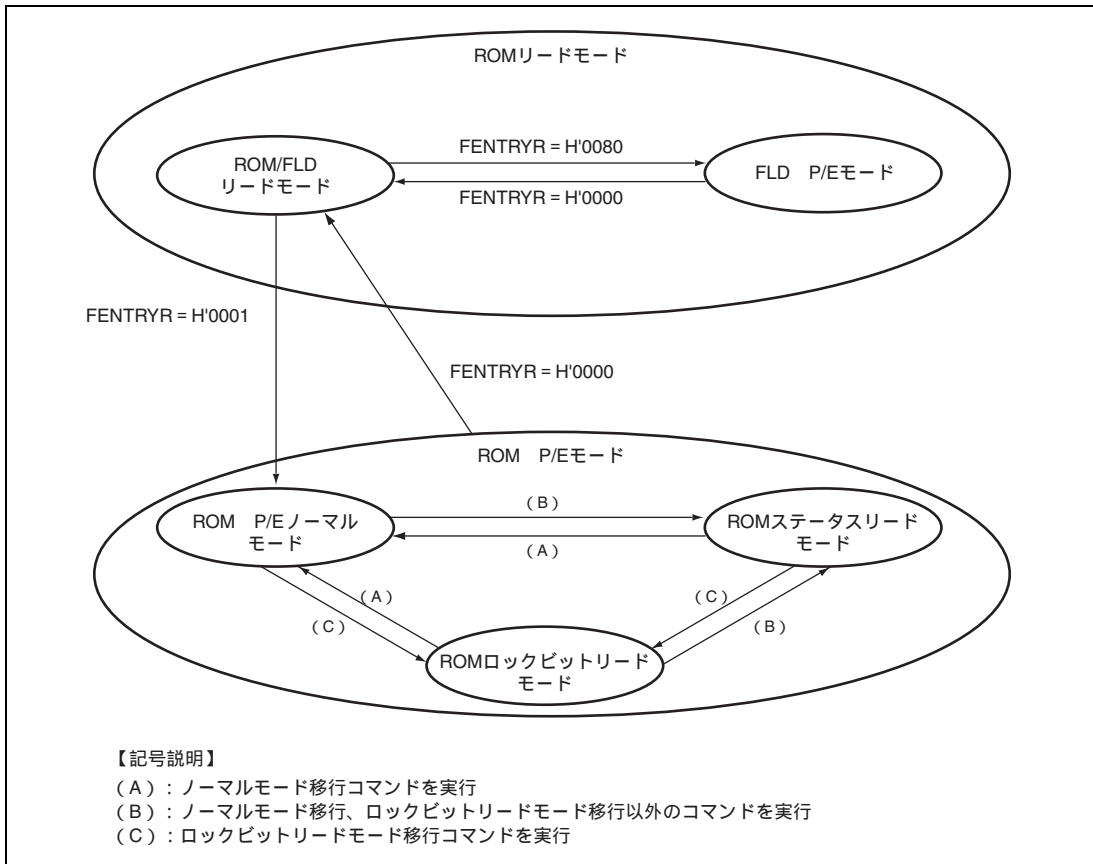 ROMリードモード
ROM/FLD
リードモード
FENTRYR = H'0080
FENTRYR = H'0000
FLD P/Eモード
FENTRYR = H'0001
FENTRYR = H'0000
ROM P/Eモード
ROM P/Eノーマル
モード
(B)
(A)
ROMステータスリード
モード
(A)
(C)
(C)
(B)
ROMロックビットリード
モード
【記号説明】
(A):ノーマルモード移行コマンドを実行
(B):ノーマルモード移行、ロックビットリードモード移行以外のコマンドを実行
(C):ロックビットリードモード移行コマンドを実行